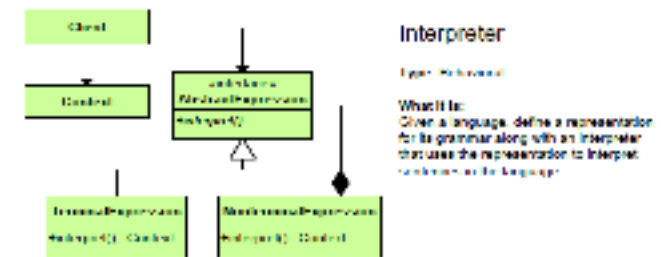 Client
Context
«interface»
AbstractExpression
+interpret()
TerminalExpression
+interpret() : Context
NonterminalExpression
+interpret() : Context
Interpreter
Type: Behavioral
What it is:
Given a language, define a representation
for its grammar along with an interpreter
that uses the representation to interpret
sentences in the language.